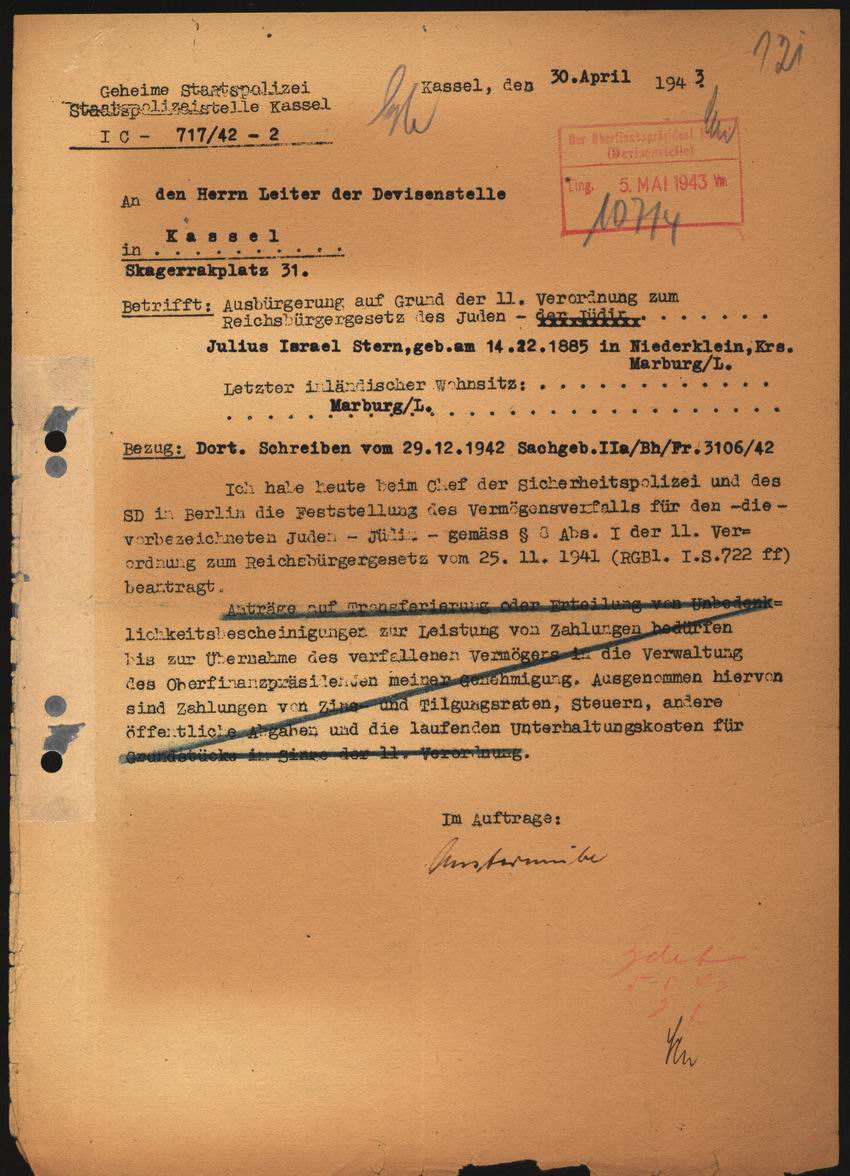 121
Geheime Staatspolizei
Staatspolizeistelle Kassel
I C - 717/42 - 2
Kassel, den 30.April 1943
Der Oberfinanzpräsident
(Devisenstelle)
Eing. 5. MAI 1943 Vm
10714
An den Herrn Leiter der Devisenstelle
in Kassel
Skagerrakplatz 31.
Betrifft: Ausbürgerung auf Grund der 11. Verordnung zum
Reichsbürgergesetz des Juden - der Jüdin . . . . . . .
Julius Israel Stern,geb.am 14.12.1885 in Niederklein,Krs.
Marburg/L.
Letzter inländischer Wohnsitz: . . . . . . . . . . . .
Marburg/L.
Bezug: Dort. Schreiben vom 29.12.1942 Sachgeb.IIa/Bh/Fr.3106/42
Ich habe heute beim Chef der Sicherheitspolizei und des
SD in Berlin die Feststellung des Vermögensverfalls für den -die -
vorbezeichneten Juden - Jüdin - gemäss § 8 Abs. I der 11. Ver=
ordnung zum Reichsbürgergesetz vom 25. 11. 1941 (RGBl. I.S.722 ff)
beantragt.
Anträge auf Transferierung oder Erteilung von Unbedenk=
lichkeitsbescheinigungen zur Leistung von Zahlungen bedürfen
bis zur Übernahme des verfallenen Vermögens in die Verwaltung
des Oberfinanzpräsidenten meiner Genehmigung. Ausgenommen hiervon
sind Zahlungen von Zins- und Tilgungsraten, Steuern, andere
öffentliche Abgaben und die laufenden Unterhaltungskosten für
Grundstücke im Sinne der 11. Verordnung.
Im Auftrage: